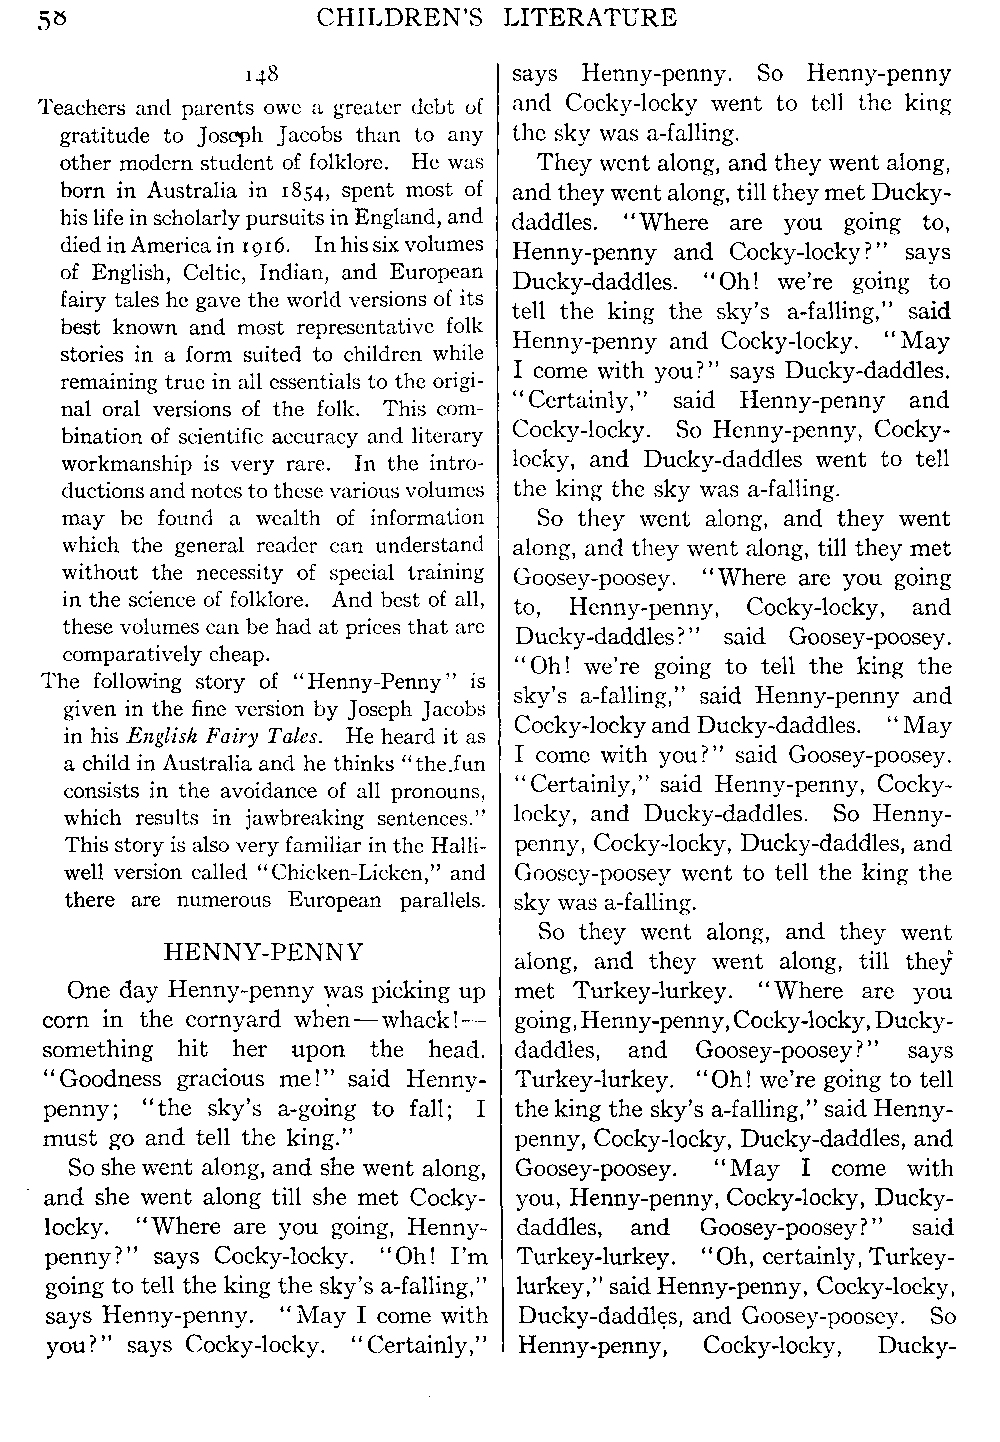 58 CHILDREN'S LITERATURE
148
Teachers and parents owe a greater debt of
gratitude to Joseph Jacobs than to any
other modern student of folklore. He was
born in Australia in 1854, spent most of
his life in scholarly pursuits in England, and
died in America in 1916. In his six volumes
of English, Celtic, Indian, and European
fairy tales he gave the world versions of its
best known and most representative folk
stories in a form suited to children while
remaining true in all essentials to the origi-
nal oral versions of the folk. This com-
bination of scientific accuracy and literary
workmanship is very rare. In the intro-
ductions and notes to these various volumes
may be found a wealth of information
which the general reader can understand
without the necessity of special training
in the science of folklore. And best of all,
these volumes can be had at prices that are
comparatively cheap.
The following story of "Henny-Penny" is
given in the fine version by Joseph Jacobs
in his English Fairy Tales. He heard it as
a child in Australia and he thinks "the fun
consists in the avoidance of all pronouns,
which results in jawbreaking sentences."
This story is also very familiar in the Halli-
well version called "Chicken-Licken," and
there are numerous European parallels.
HENNY-PENNY
One day Henny-penny was picking up
corn in the cornyard when—whack!—
something hit her upon the head.
"Goodness gracious me!" said Henny-
penny; "the sky's a-going to fall; I
must go and tell the king."
So she went along, and she went along,
and she went along till she met Cocky-
locky. "Where are you going, Henny-
penny?" says Cocky-locky. "Oh! I'm
going to tell the king the sky's a-falling,"
says Henny-penny. "May I come with
you?" says Cocky-locky. "Certainly,"
says Henny-penny. So Henny-penny
and Cocky-locky went to tell the king
the sky was a-falling.
They went along, and they went along,
and they went along, till they met Ducky-
daddles. "Where are you going to,
Henny-penny and Cocky-locky?" says
Ducky-daddles. "Oh! we're going to
tell the king the sky's a-falling," said
Henny-penny and Cocky-locky. "May
I come with you?" says Ducky-daddles.
"Certainly," said Henny-penny and
Cocky-locky. So Henny-penny, Cocky-
locky, and Ducky-daddles went to tell
the king the sky was a-falling.
So they went along, and they went
along, and they went along, till they met
Goosey-poosey. "Where are you going
to, Henny-penny, Cocky-locky, and
Ducky-daddles?" said Goosey-poosey.
"Oh! we're going to tell the king the
sky's a-falling," said Henny-penny and
Cocky-locky and Ducky-daddles. "May
I come with you?" said Goosey-poosey.
"Certainly," said Henny-penny, Cocky-
locky, and Ducky-daddles. So Henny-
penny, Cocky-locky, Ducky-daddles, and
Goosey-poosey went to tell the king the
sky was a-falling.
So they went along, and they went
along, and they went along, till they
met Turkey-lurkey. "Where are you
going, Henny-penny, Cocky-locky, Ducky-
daddles, and Goosey-poosey?" says
Turkey-lurkey. "Oh! we're going to tell
the king the sky's a-falling," said Henny-
penny, Cocky-locky, Ducky-daddles, and
Goosey-poosey. "May I come with
you, Henny-penny, Cocky-locky, Ducky-
daddles, and Goosey-poosey?" said
Turkey-lurkey. "Oh, certainly, Turkey-
lurkey," said Henny-penny, Cocky-locky,
Ducky-daddles, and Goosey-poosey. So
Henny-penny, Cocky-locky, Ducky-